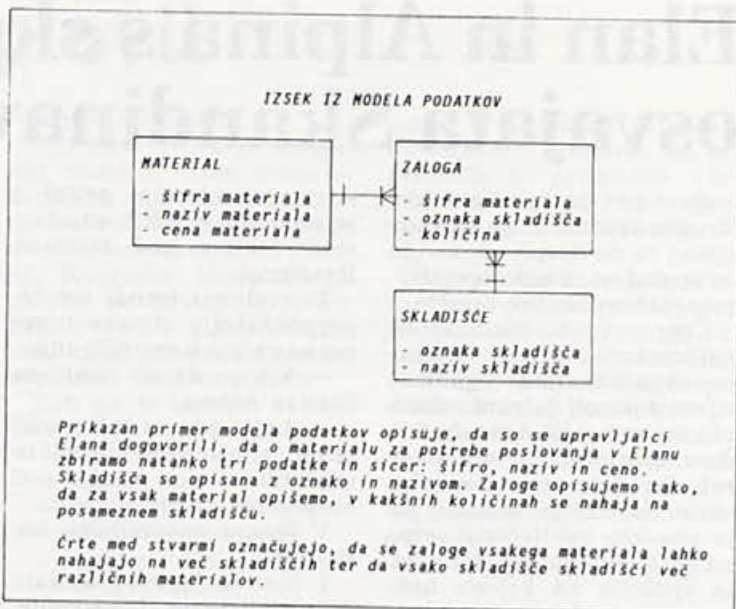 IZSEK IZ MODELA PODATKOV
MATERIAL
- šifra materiala
- naziv materiala
- cena materiala
ZALOGA
- šifra materiala
- oznaka skladišča
- količina
SKLADIŠČE
- oznaka skladišča
- naziv skladišča
Prikazan primer modela podatkov opisuje, da so se upravljalci
Elana dogovorili, da o materialu za potrebe poslovanja v Elanu
zbiramo natanko tri podatke in sicer: šifro, naziv in ceno.
Skladišča so opisana z oznako in nazivom. Zaloge opisujemo tako,
da za vsak material opišemo, v kakšnih količinah se nahaja na
posameznem skladišču.
Črte med stvarmi označujejo, da se zaloge vsakega materiala lahko
nahajajo na več skladiščih ter da vsako skladišče skladišči več
različnih materialov.